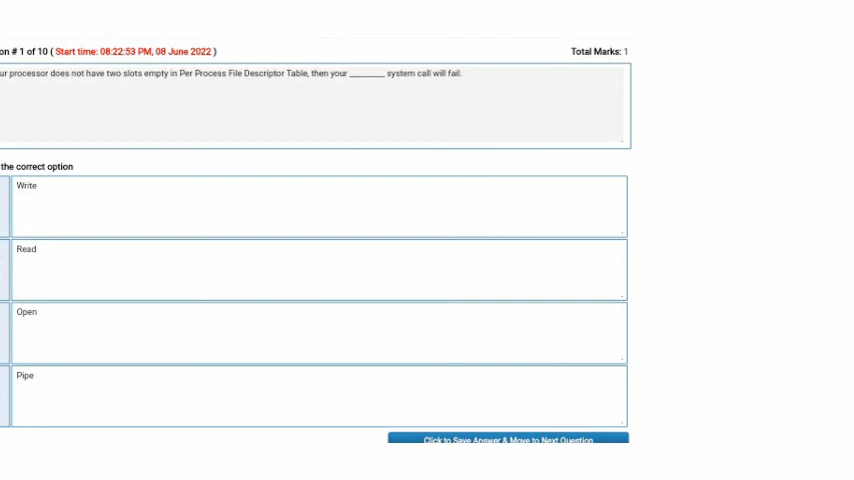 on # 1 of 10 ( Start time: 08:22:53 PM, 08 June 2022 ) Total Marks: 1
ur processor does not have two slots empty in Per Process File Descriptor Table, then your ________ system call will fail.
the correct option
Write
Read
Open
Pipe
Click to Save Answer & Move to Next Question